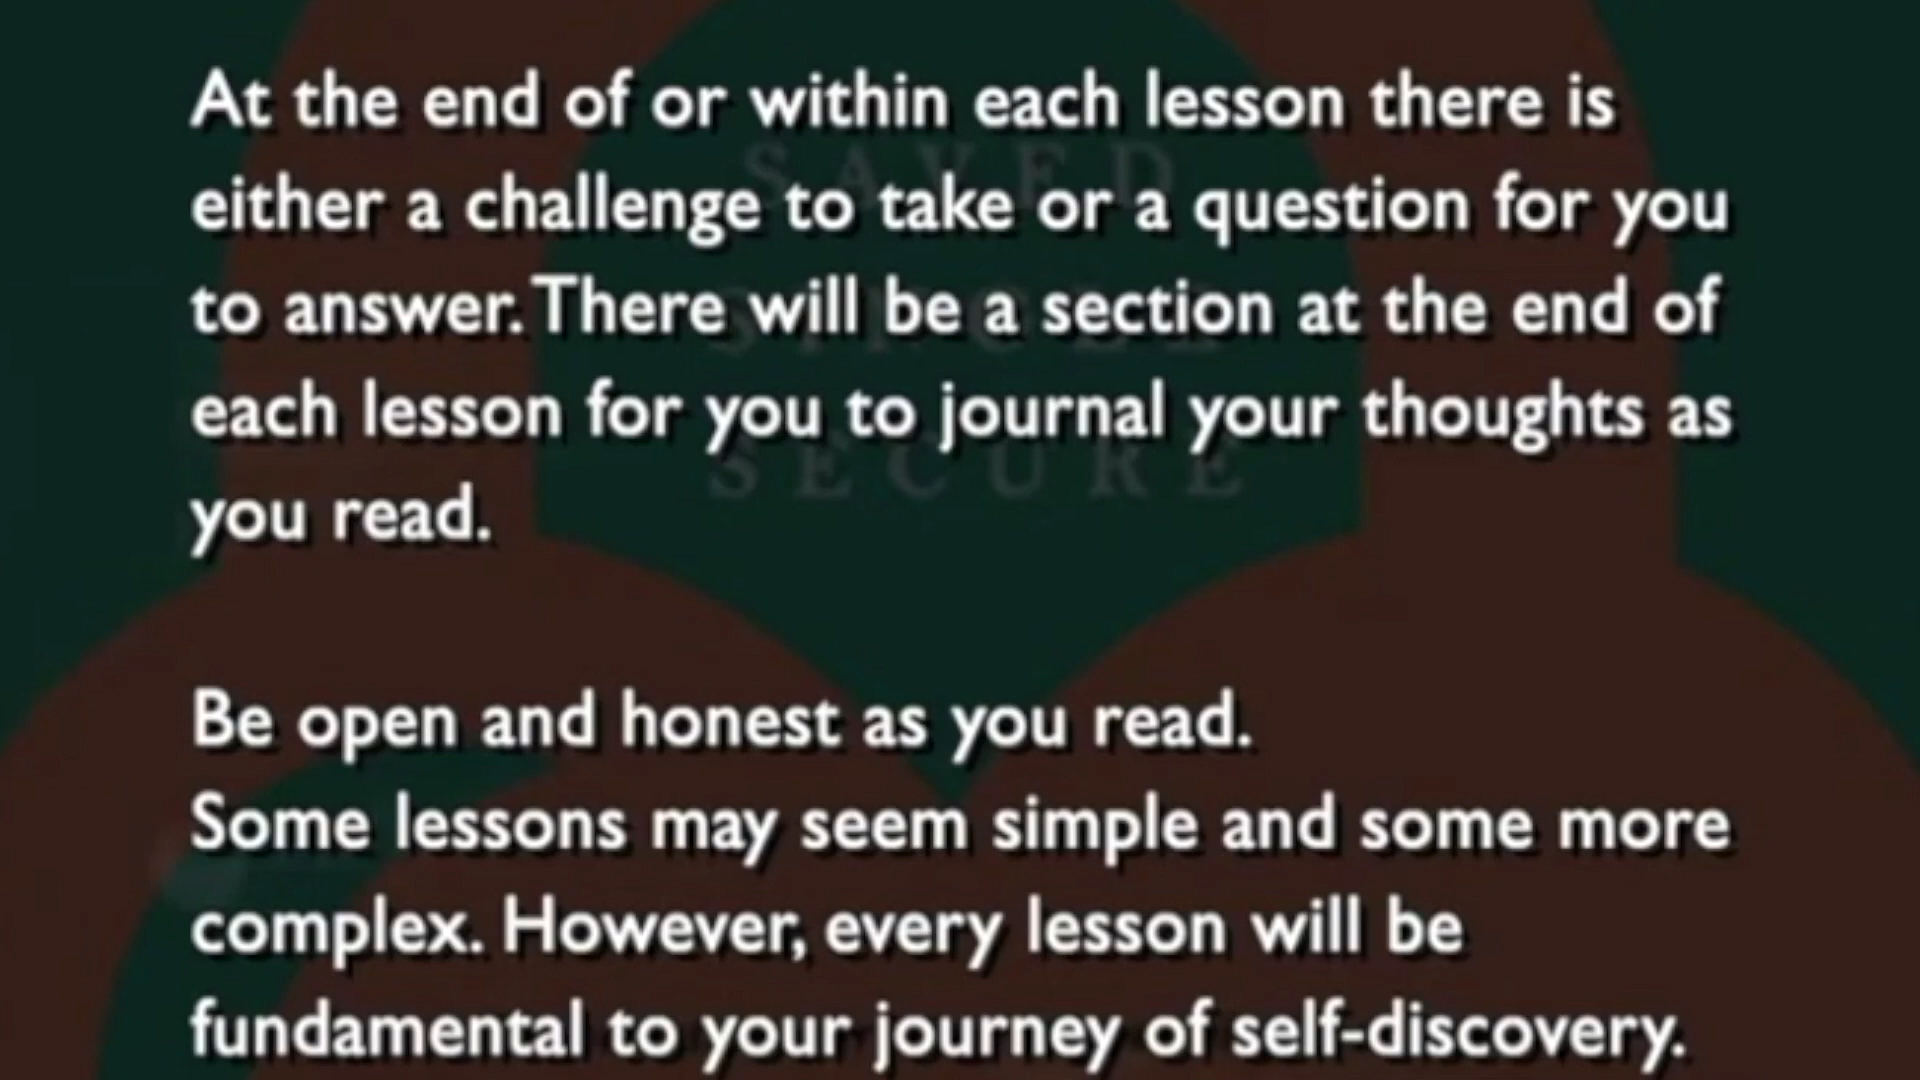 At the end of or within each lesson there is
either a challenge to take or a question for you
to answer. There will be a section at the end of
each lesson for you to journal your thoughts as
you read.
Be open and honest as you read.
Some lessons may seem simple and some more
complex. However, every lesson will be
fundamental to your journey of self-discovery.
SAVED
SINGLE
SECURE